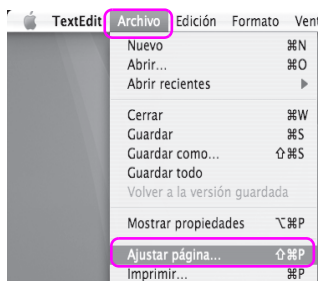 TextEdit Archivo Edición Formato Ven
Nuevo ⌘N
Abrir... ⌘O
Abrir recientes ▶
Cerrar ⌘W
Guardar ⌘S
Guardar como... ⇧⌘S
Guardar todo
Volver a la versión guardada
Mostrar propiedades ⌥⌘P
Ajustar página... ⇧⌘P
Imprimir... ⌘P